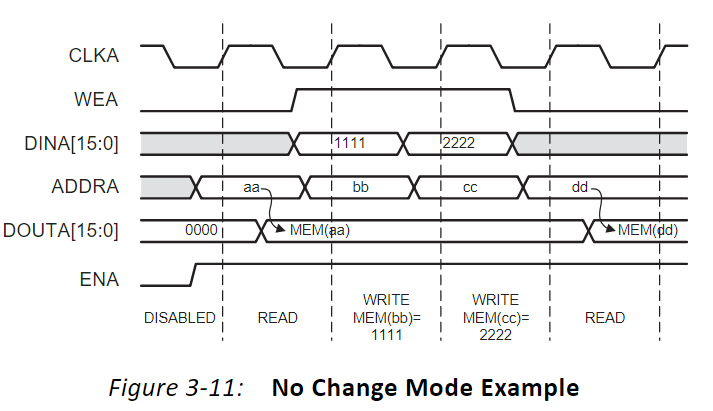 CLKA
WEA
DINA[15:0] 1111 2222
ADDRA aa bb cc dd
DOUTA[15:0] 0000 MEM(aa) MEM(dd)
ENA
DISABLED READ WRITE MEM(bb)= 1111 WRITE MEM(cc)= 2222 READ
Figure 3-11: No Change Mode Example